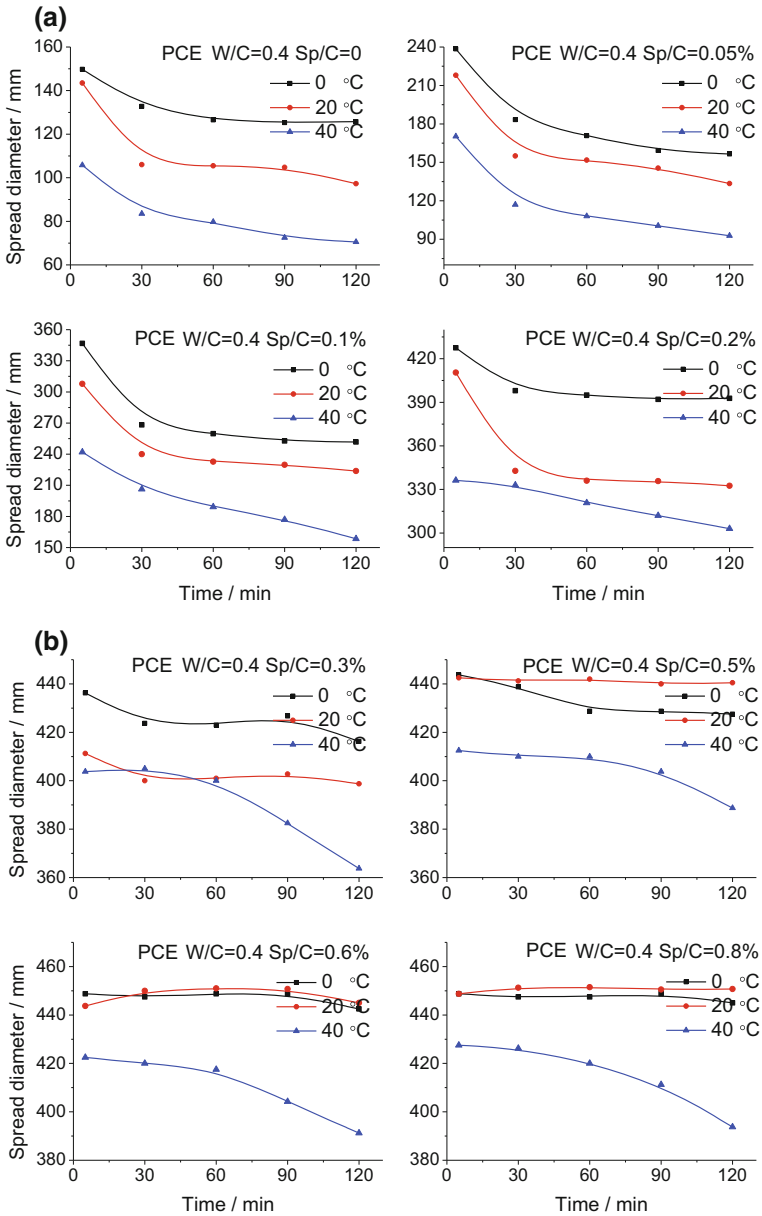 (a)
PCE W/C=0.4 Sp/C=0
0 °C
20 °C
40 °C
160
140
120
100
80
60
0 30 60 90 120
Spread diameter / mm
PCE W/C=0.4 Sp/C=0.05%
0 °C
20 °C
40 °C
240
210
180
150
120
90
0 30 60 90 120
PCE W/C=0.4 Sp/C=0.1%
0 °C
20 °C
40 °C
360
330
300
270
240
210
180
150
0 30 60 90 120
Spread diameter / mm
Time / min
PCE W/C=0.4 Sp/C=0.2%
0 °C
20 °C
40 °C
420
390
360
330
300
0 30 60 90 120
Time / min
(b)
PCE W/C=0.4 Sp/C=0.3%
0 °C
20 °C
40 °C
440
420
400
380
360
0 30 60 90 120
Spread diameter / mm
PCE W/C=0.4 Sp/C=0.5%
0 °C
20 °C
40 °C
440
420
400
380
360
0 30 60 90 120
PCE W/C=0.4 Sp/C=0.6%
0 °C
20 °C
40 °C
460
440
420
400
380
0 30 60 90 120
Spread diameter / mm
Time / min
PCE W/C=0.4 Sp/C=0.8%
0 °C
20 °C
40 °C
460
440
420
400
380
0 30 60 90 120
Time / min